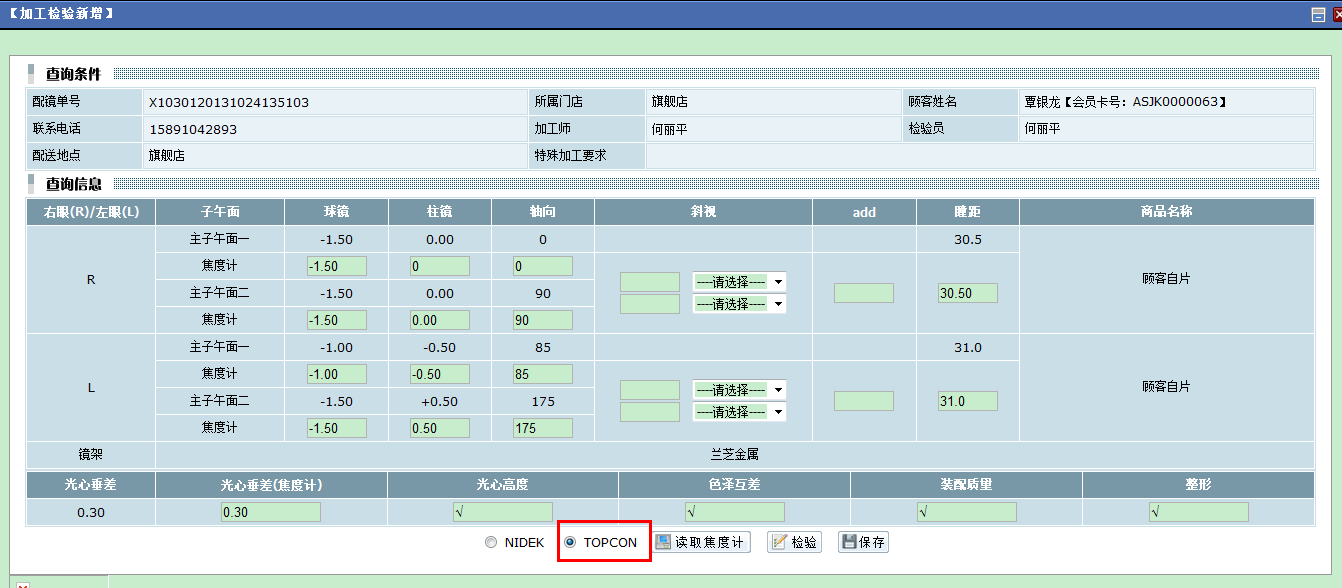 【加工检验新增】
查询条件
配镜单号 X1030120131024135103 所属门店 旗舰店 顾客姓名 覃银龙【会员卡号：ASJK0000063】
联系电话 15891042893 加工师 何丽平 检验员 何丽平
配送地点 旗舰店 特殊加工要求
查询信息
右眼(R)/左眼(L) 子午面 球镜 柱镜 轴向 斜视 add 瞳距 商品名称
R 主子午面一 -1.50 0.00 0 30.5 顾客自片
焦度计 -1.50 0 0 ----请选择---- 30.50
主子午面二 -1.50 0.00 90 ----请选择----
焦度计 -1.50 0.00 90
L 主子午面一 -1.00 -0.50 85 31.0 顾客自片
焦度计 -1.00 -0.50 85 ----请选择---- 31.0
主子午面二 -1.50 +0.50 175 ----请选择----
焦度计 -1.50 0.50 175
镜架 兰芝金属
光心垂差 光心垂差(焦度计) 光心高度 色泽互差 装配质量 整形
0.30 0.30 √ √ √ √
NIDEK TOPCON 读取焦度计 检验 保存